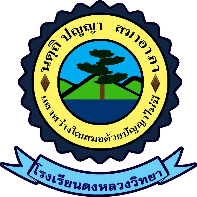 นตฺถิ ปญฺญา สมาอาภา
แสงสว่างใดเสมอด้วยปัญญาไม่มี
โรงเรียนดงหลวงวิทยา